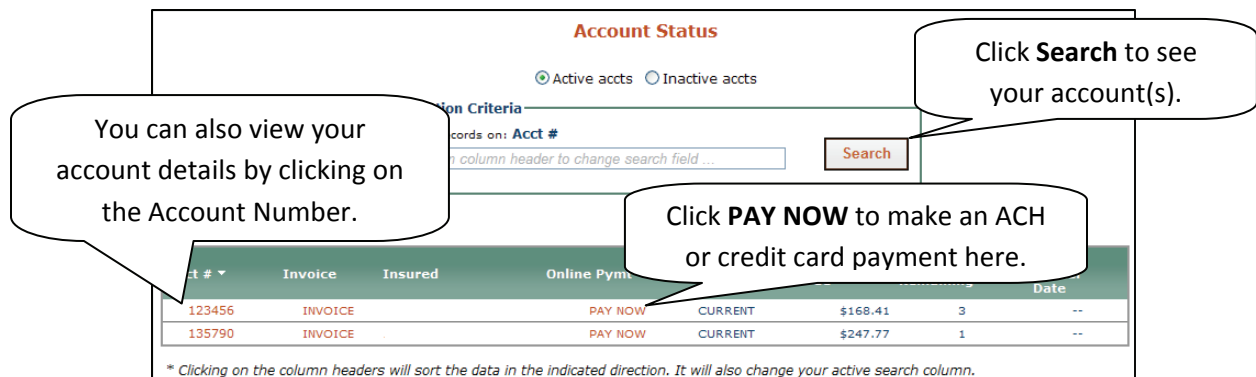 Account Status
Click Search to see
your account(s).
Active accts Inactive accts
Criteria
You can also view your
account details by clicking on
the Account Number.
on: Acct #
column header to change search field ...
Search
Click PAY NOW to make an ACH
or credit card payment here.
# Invoice Insured Online Pymt
Date
123456 INVOICE PAY NOW CURRENT $168.41 3 --
135790 INVOICE PAY NOW CURRENT $247.77 1 --
* Clicking on the column headers will sort the data in the indicated direction. It will also change your active search column.